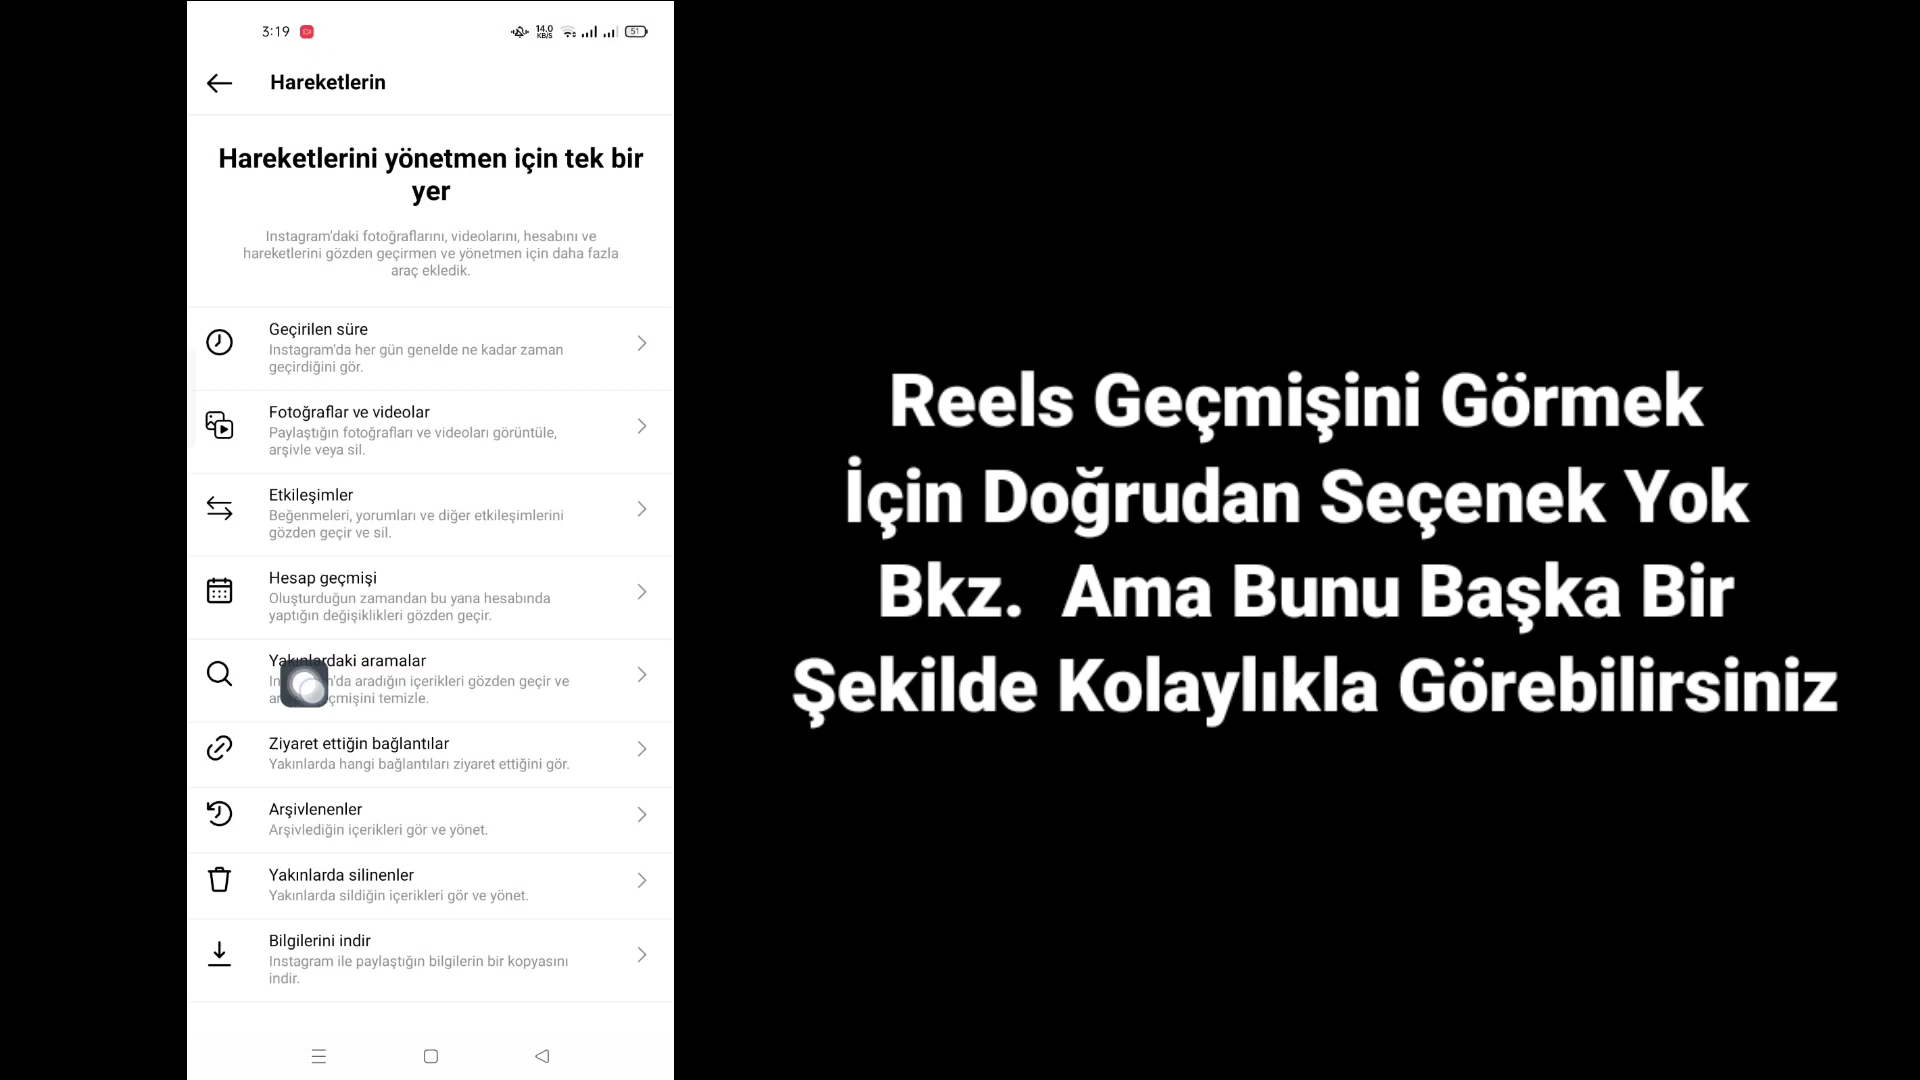 3:19
14.0
KB/S
51
Hareketlerin
Hareketlerini yönetmen için tek bir
yer
Instagram'daki fotoğraflarını, videolarını, hesabını ve
hareketlerini gözden geçirmen ve yönetmen için daha fazla
araç ekledik.
Geçirilen süre
Instagram'da her gün genelde ne kadar zaman
geçirdiğini gör.
Fotoğraflar ve videolar
Paylaştığın fotoğrafları ve videoları görüntüle,
arşivle veya sil.
Etkileşimler
Beğenmeleri, yorumları ve diğer etkileşimlerini
gözden geçir ve sil.
Hesap geçmişi
Oluşturduğun zamandan bu yana hesabında
yaptığın değişiklikleri gözden geçir.
Yakınlardaki aramalar
aradığın içerikleri gözden geçir ve
temizle.
Ziyaret ettiğin bağlantılar
Yakınlarda hangi bağlantıları ziyaret ettiğini gör.
Arşivlenenler
Arşivlediğin içerikleri gör ve yönet.
Yakınlarda silinenler
Yakınlarda sildiğin içerikleri gör ve yönet.
Bilgilerini indir
Instagram ile paylaştığın bilgilerin bir kopyasını
indir.
Reels Geçmişini Görmek
İçin Doğrudan Seçenek Yok
Bkz. Ama Bunu Başka Bir
Şekilde Kolaylıkla Görebilirsiniz